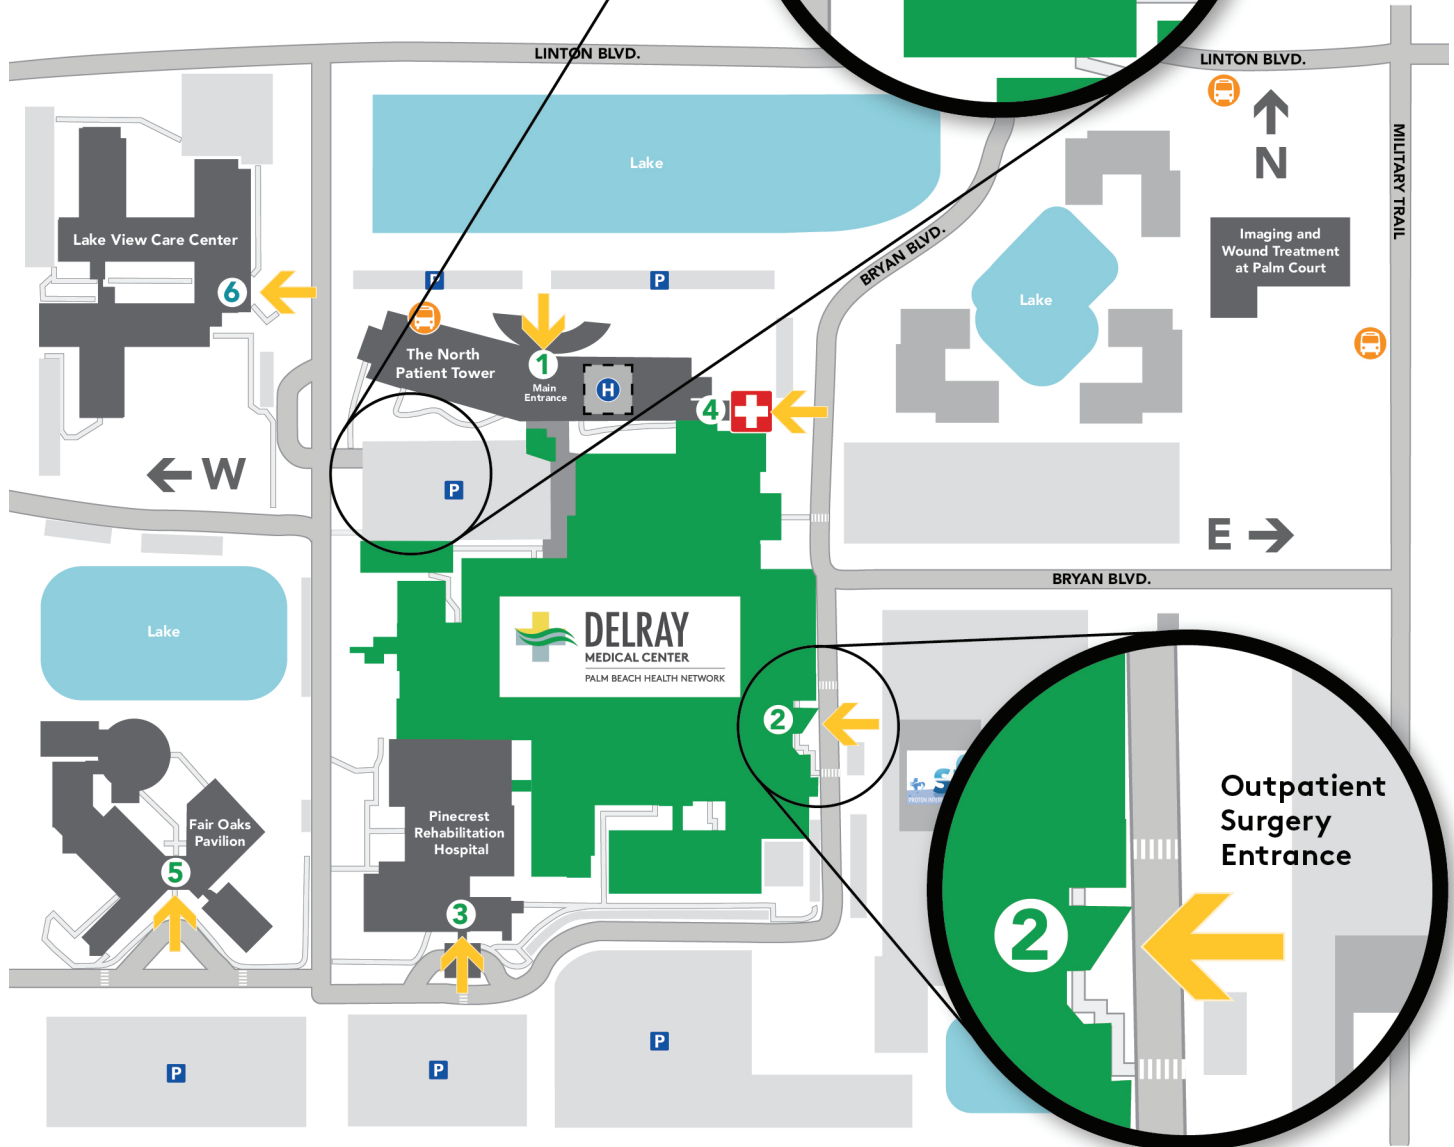 LINTON BLVD.
LINTON BLVD.
N
MILITARY TRAIL
Lake
Lake View Care Center
6
BRYAN BLVD.
Imaging and
Wound Treatment
at Palm Court
P
P
Lake
The North
Patient Tower
1
Main
Entrance
H
4
W
P
E
BRYAN BLVD.
Lake
DELRAY
MEDICAL CENTER
PALM BEACH HEALTH NETWORK
2
Outpatient
Surgery
Entrance
2
Fair Oaks
Pavilion
5
Pinecrest
Rehabilitation
Hospital
3
P
P
P